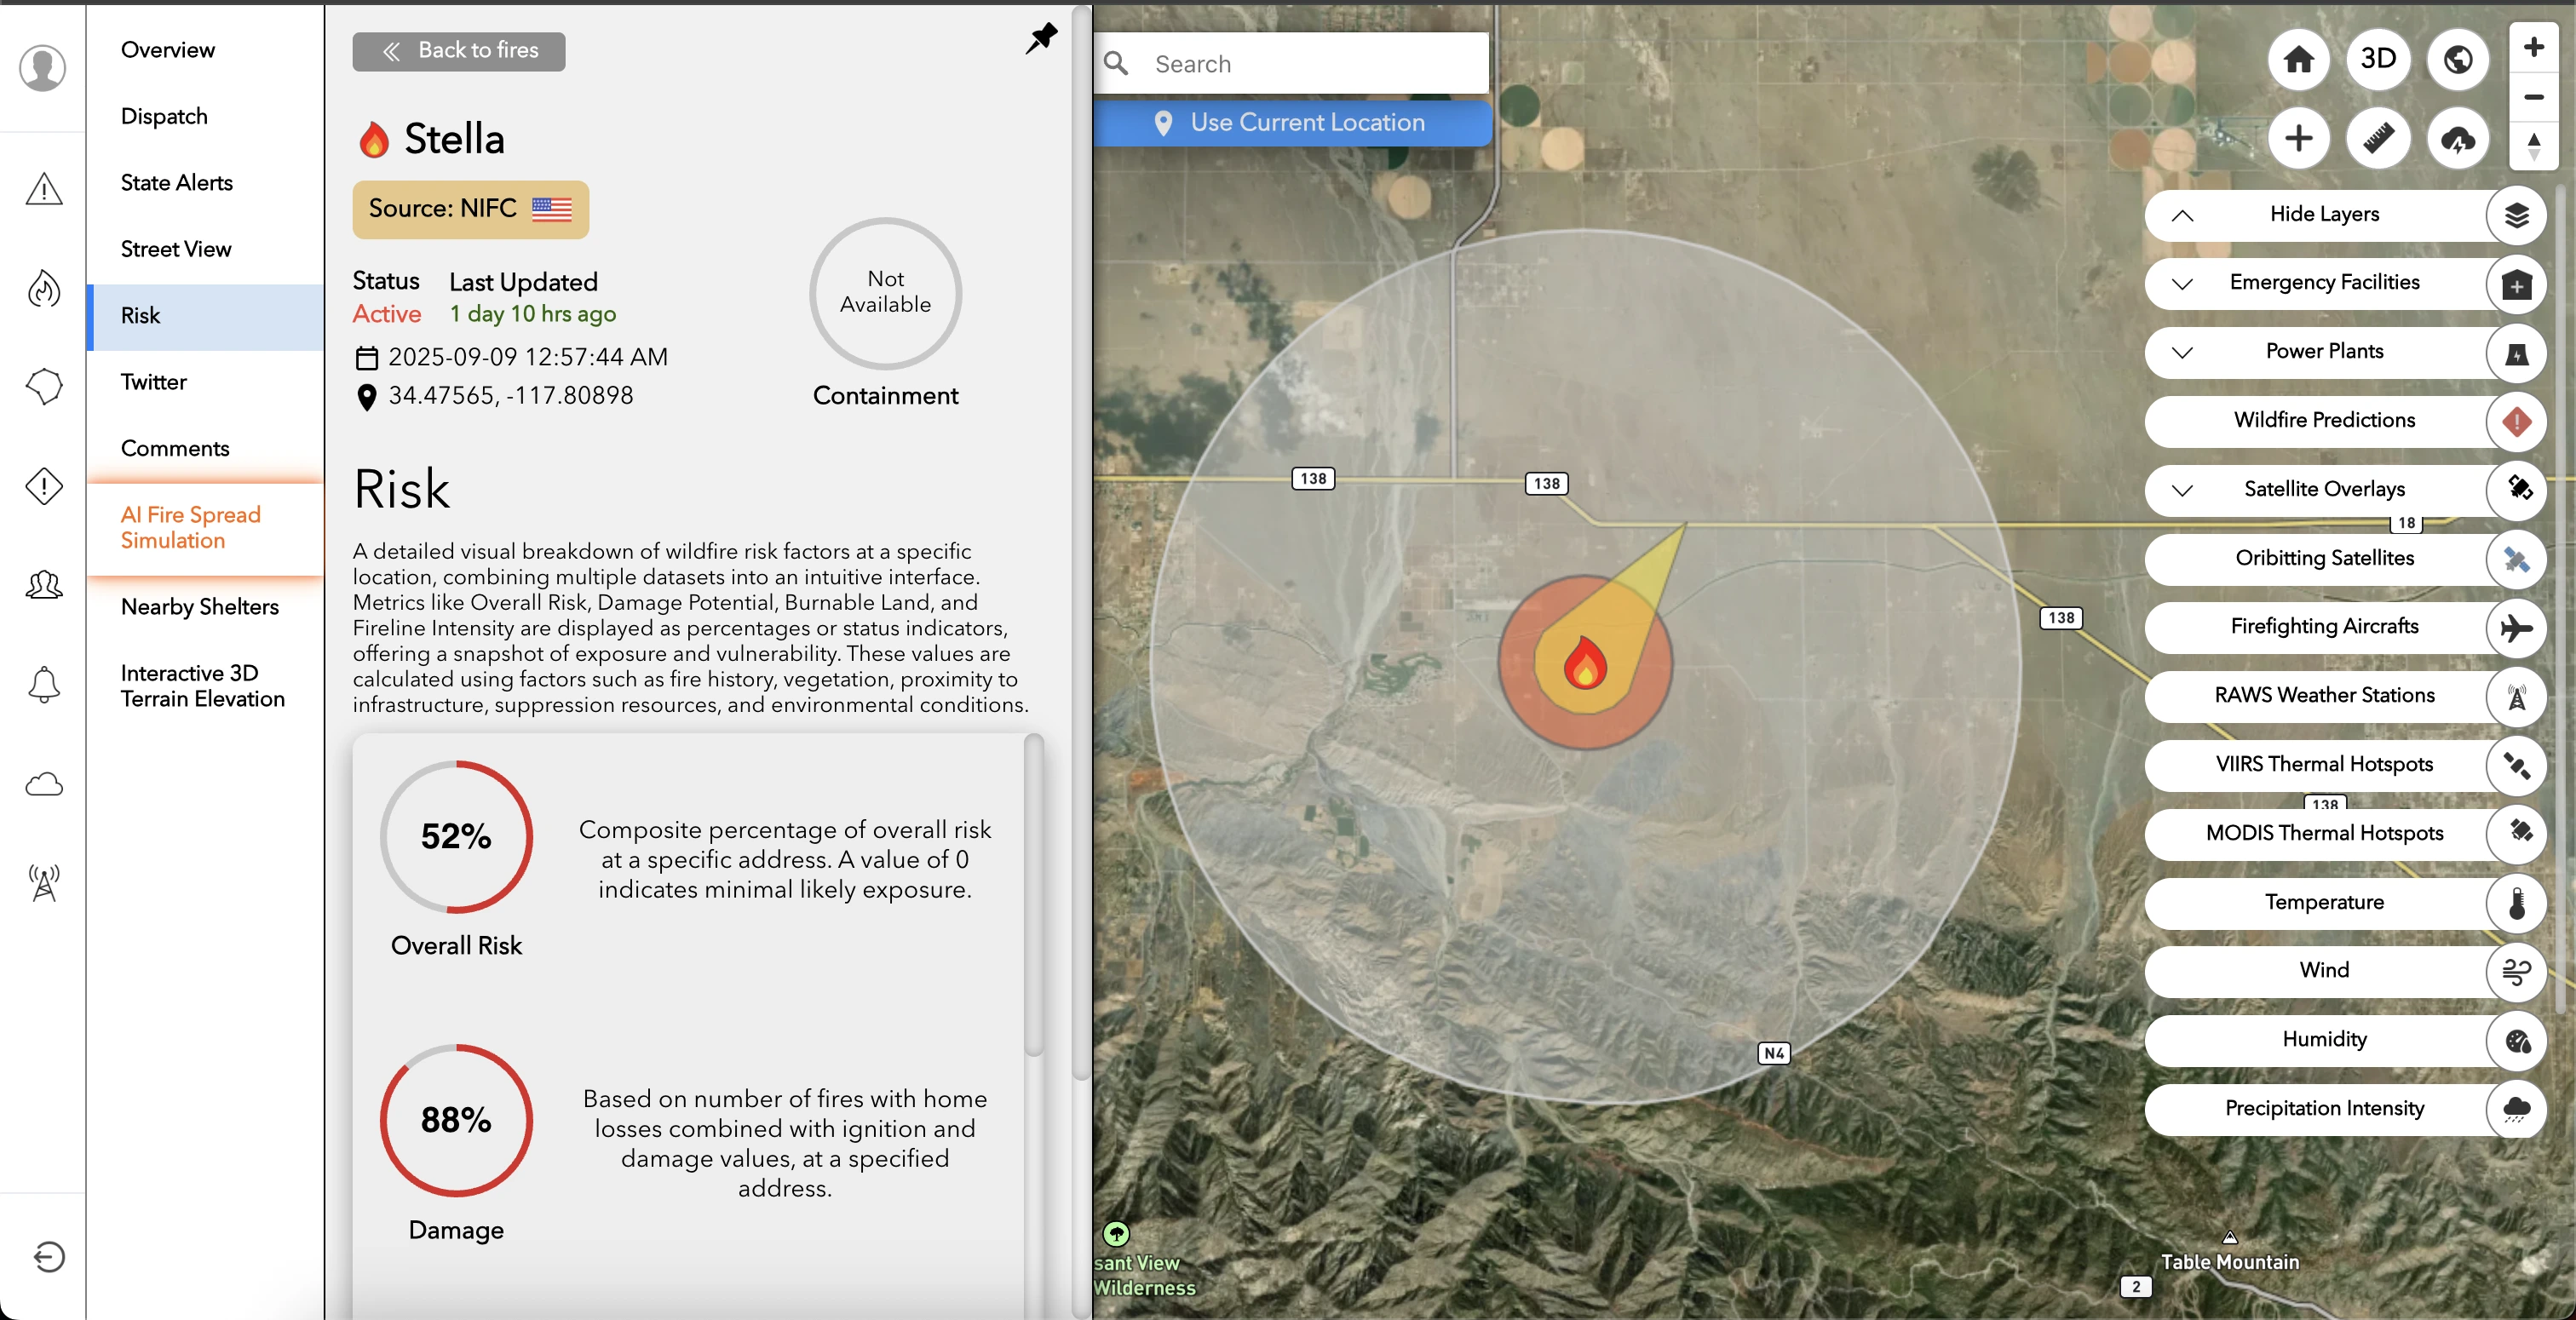 Overview
Dispatch
State Alerts
Street View
Risk
Twitter
Comments
AI Fire Spread
Simulation
Nearby Shelters
Interactive 3D
Terrain Elevation
Back to fires
Stella
Source: NIFC
Status
Last Updated
Active
1 day 10 hrs ago
2025-09-09 12:57:44 AM
34.47565, -117.80898
Not
Available
Containment
Risk
A detailed visual breakdown of wildfire risk factors at a specific
location, combining multiple datasets into an intuitive interface.
Metrics like Overall Risk, Damage Potential, Burnable Land, and
Fireline Intensity are displayed as percentages or status indicators,
offering a snapshot of exposure and vulnerability. These values are
calculated using factors such as fire history, vegetation, proximity to
infrastructure, suppression resources, and environmental conditions.
52%
Overall Risk
Composite percentage of overall risk
at a specific address. A value of 0
indicates minimal likely exposure.
88%
Damage
Based on number of fires with home
losses combined with ignition and
damage values, at a specified
address.
Search
Use Current Location
3D
Hide Layers
Emergency Facilities
Power Plants
Wildfire Predictions
Satellite Overlays
Oribitting Satellites
Firefighting Aircrafts
RAWS Weather Stations
VIIRS Thermal Hotspots
MODIS Thermal Hotspots
Temperature
Wind
Humidity
Precipitation Intensity
138
138
18
138
138
N4
sant View
Wilderness
Table Mountain
2